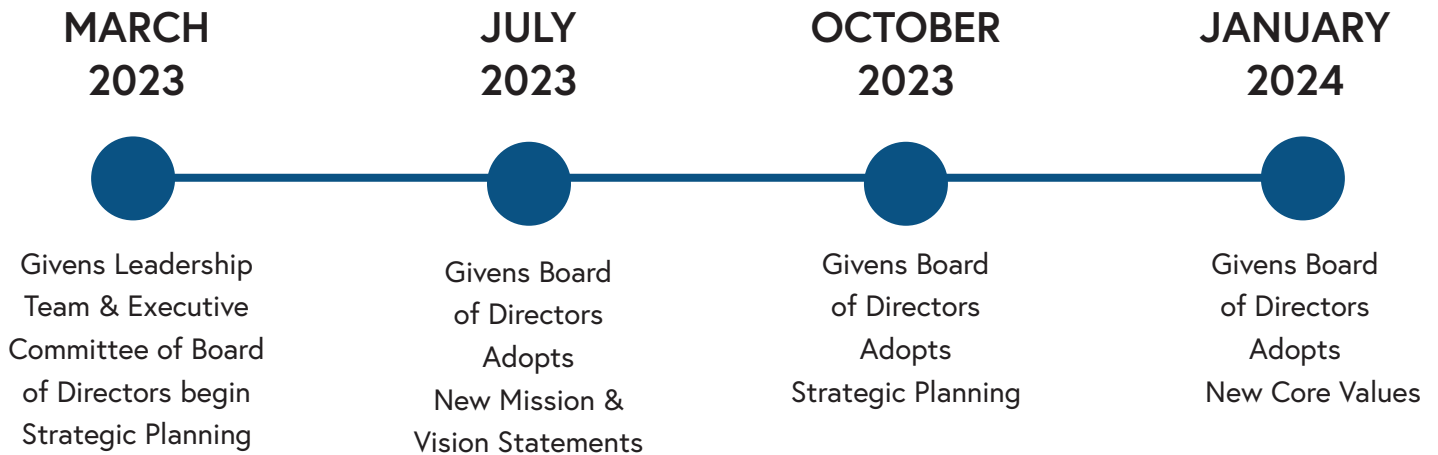 MARCH
2023
Givens Leadership
Team & Executive
Committee of Board
of Directors begin
Strategic Planning
JULY
2023
Givens Board
of Directors
Adopts
New Mission &
Vision Statements
OCTOBER
2023
Givens Board
of Directors
Adopts
Strategic Planning
JANUARY
2024
Givens Board
of Directors
Adopts
New Core Values